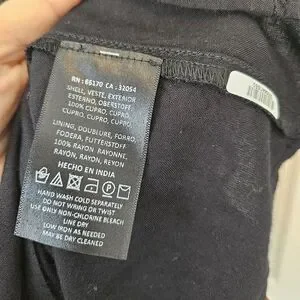 RN: 66170 CA: 32054
SHELL, VESTE, EXTERIOR
ESTERNO, OBERSTOFF
100% CUPRO, CUPRO,
CUPRO, CUPRO, CUPRO
LINING, DOUBLURE, FORRO,
FODERA, FUTTERSTOFF
100% RAYON, RAYONNE,
RAYON, RAYON, REYON
HECHO EN INDIA
HAND WASH COLD SEPARATELY
DO NOT WRING OR TWIST
USE ONLY NON-CHLORINE BLEACH
LINE DRY
LOW IRON AS NEEDED
MAY BE DRY CLEANED